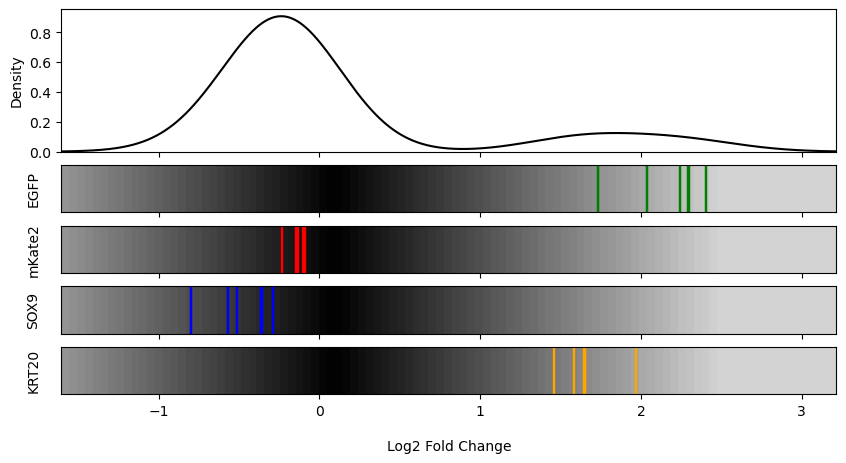 0.8
0.6
0.4
0.2
0.0
Density
EGFP
mKate2
SOX9
KRT20
−1 0 1 2 3
Log2 Fold Change